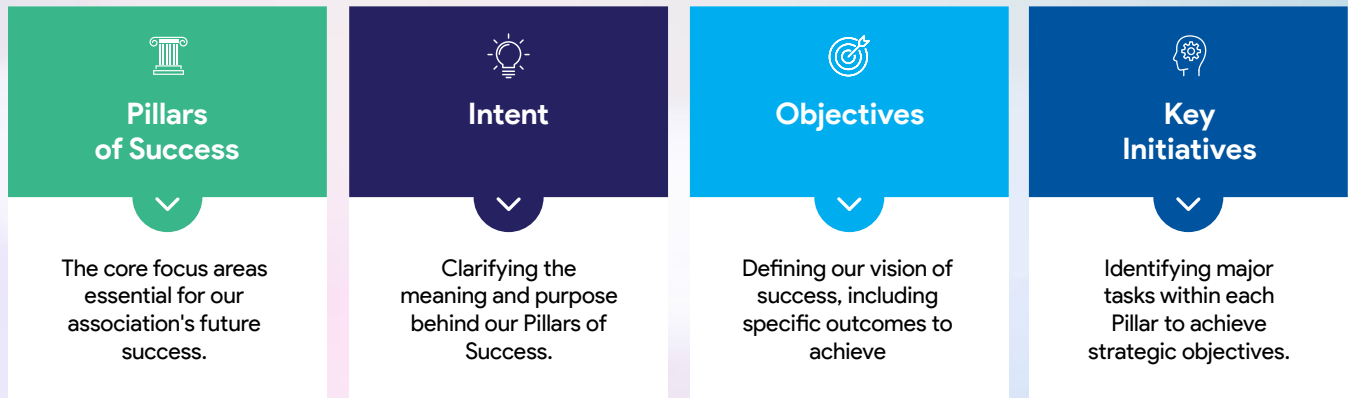 Pillars
of Success
The core focus areas
essential for our
association's future
success.
Intent
Clarifying the
meaning and purpose
behind our Pillars of
Success.
Objectives
Defining our vision of
success, including
specific outcomes to
achieve
Key
Initiatives
Identifying major
tasks within each
Pillar to achieve
strategic objectives.